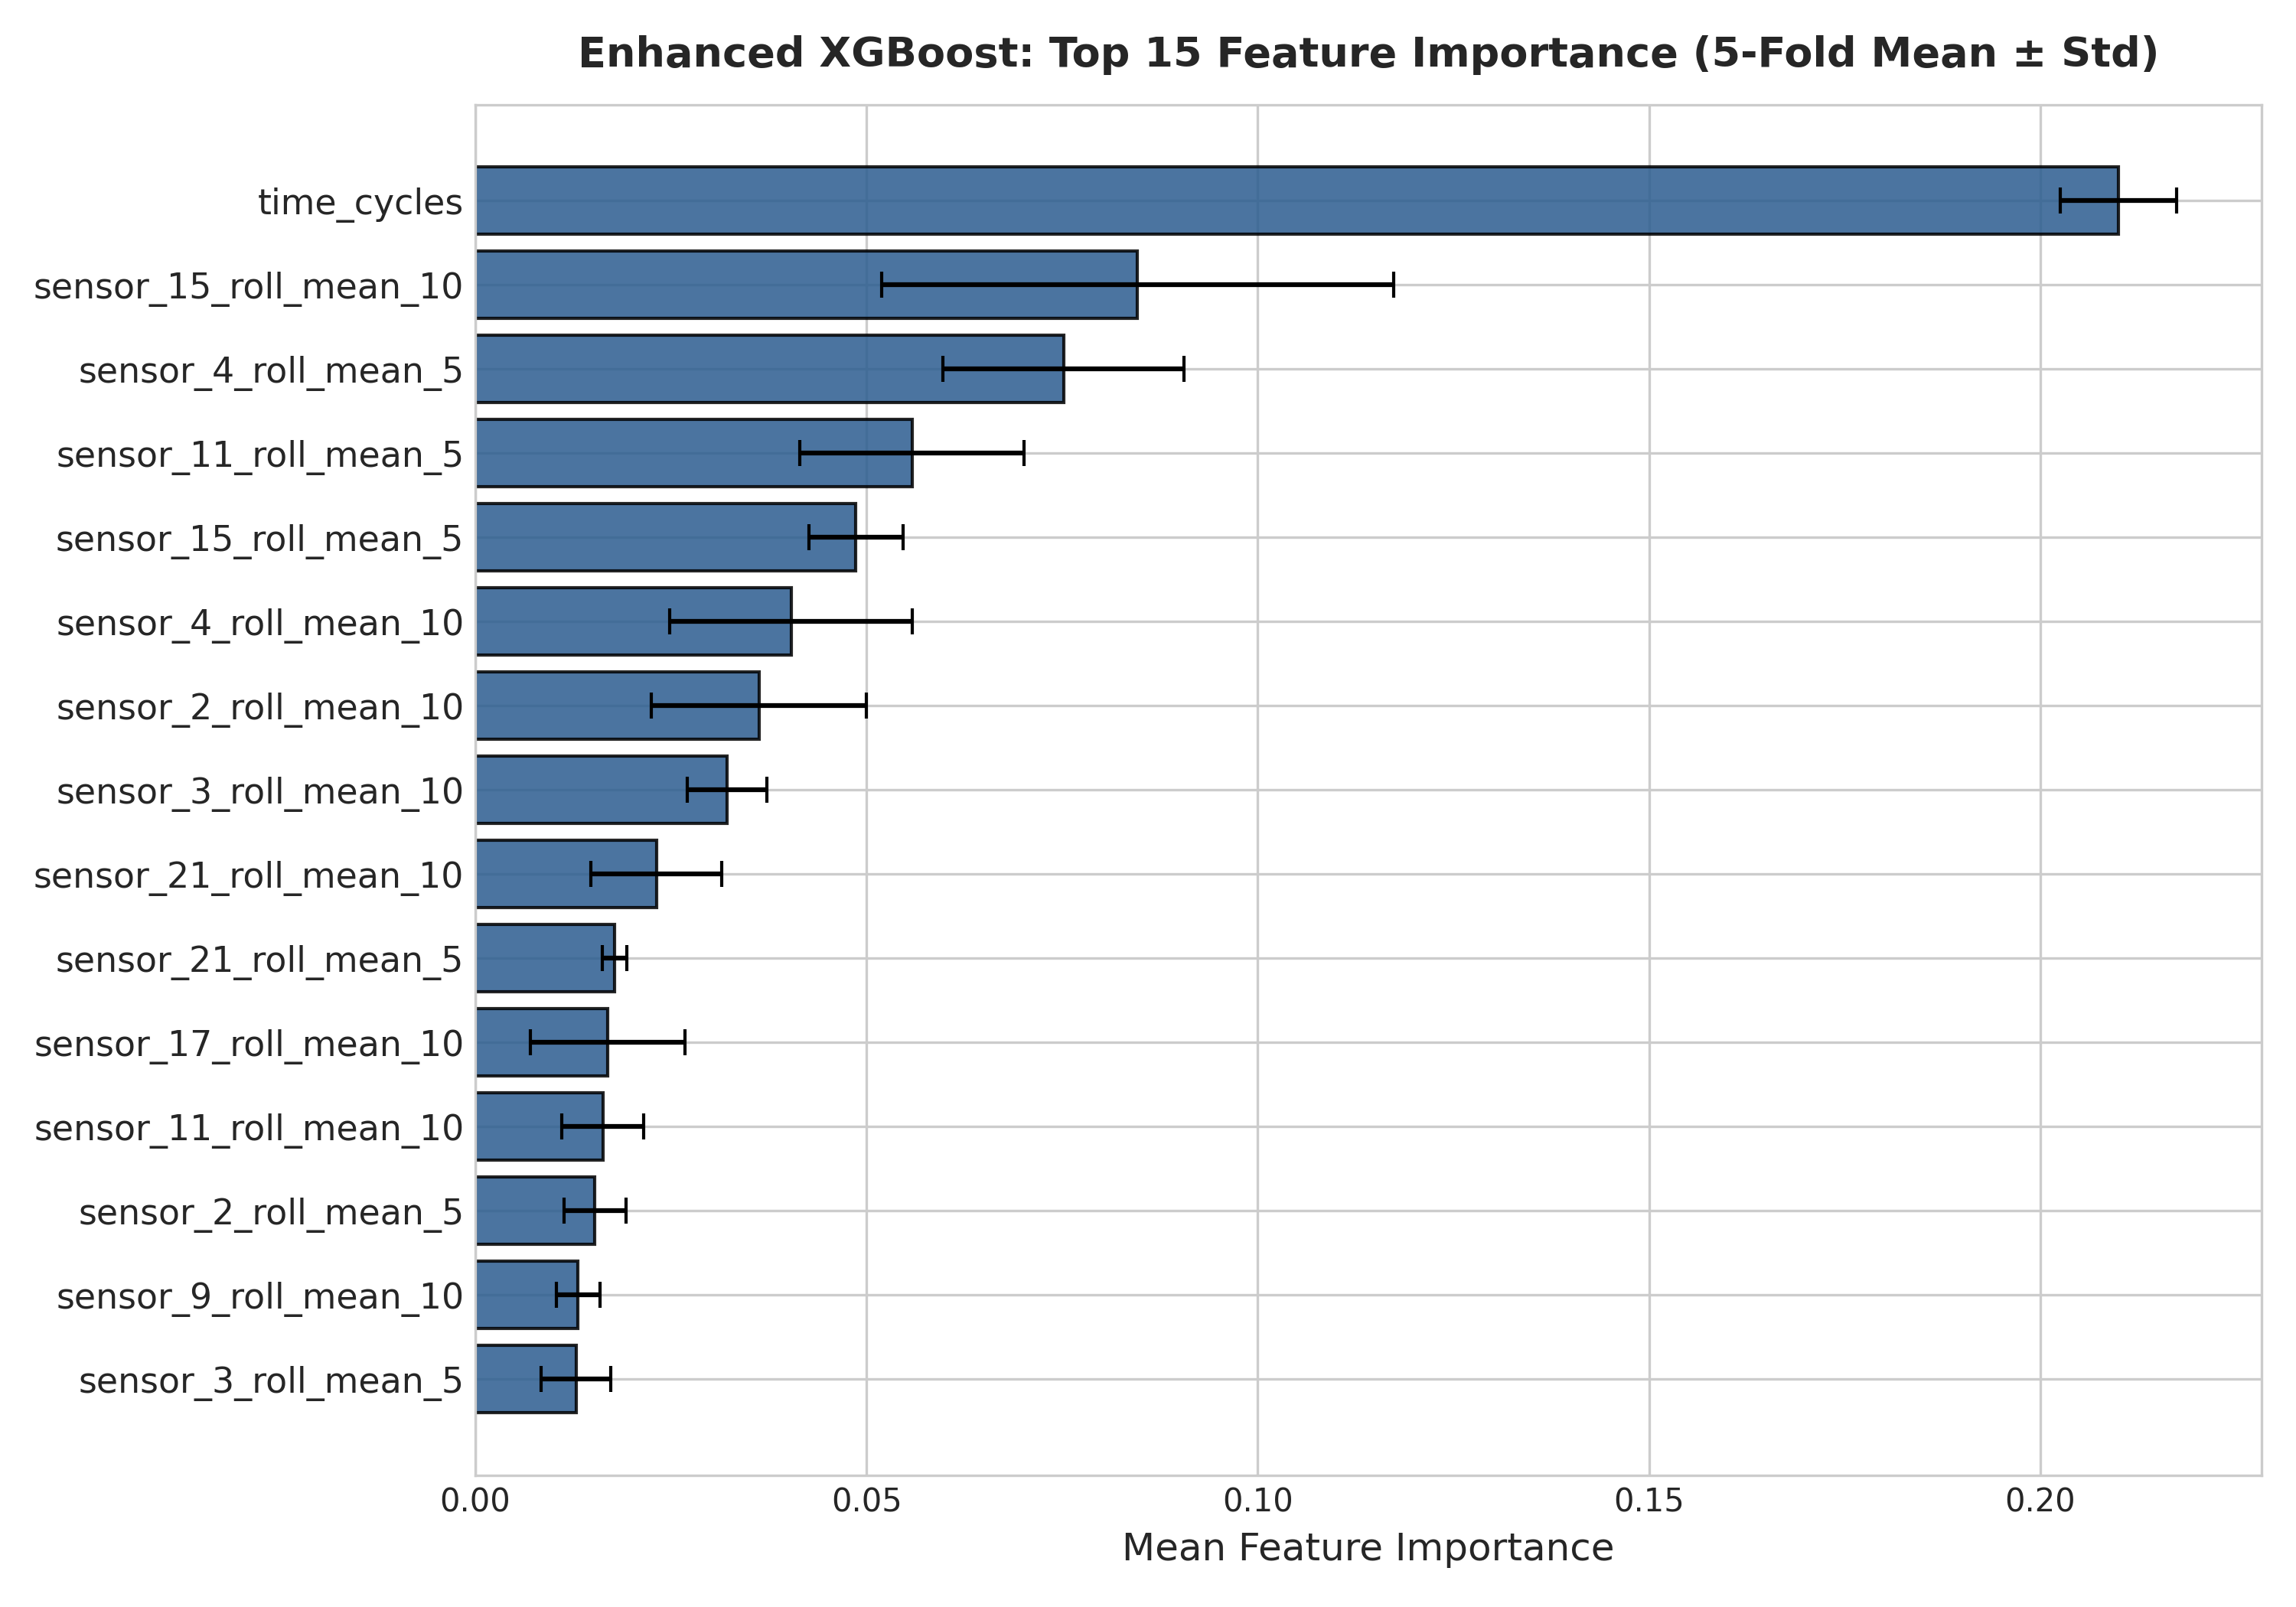 Enhanced XGBoost: Top 15 Feature Importance (5-Fold Mean ± Std)
time_cycles
sensor_15_roll_mean_10
sensor_4_roll_mean_5
sensor_11_roll_mean_5
sensor_15_roll_mean_5
sensor_4_roll_mean_10
sensor_2_roll_mean_10
sensor_3_roll_mean_10
sensor_21_roll_mean_10
sensor_21_roll_mean_5
sensor_17_roll_mean_10
sensor_11_roll_mean_10
sensor_2_roll_mean_5
sensor_9_roll_mean_10
sensor_3_roll_mean_5
0.00 0.05 0.10 0.15 0.20
Mean Feature Importance